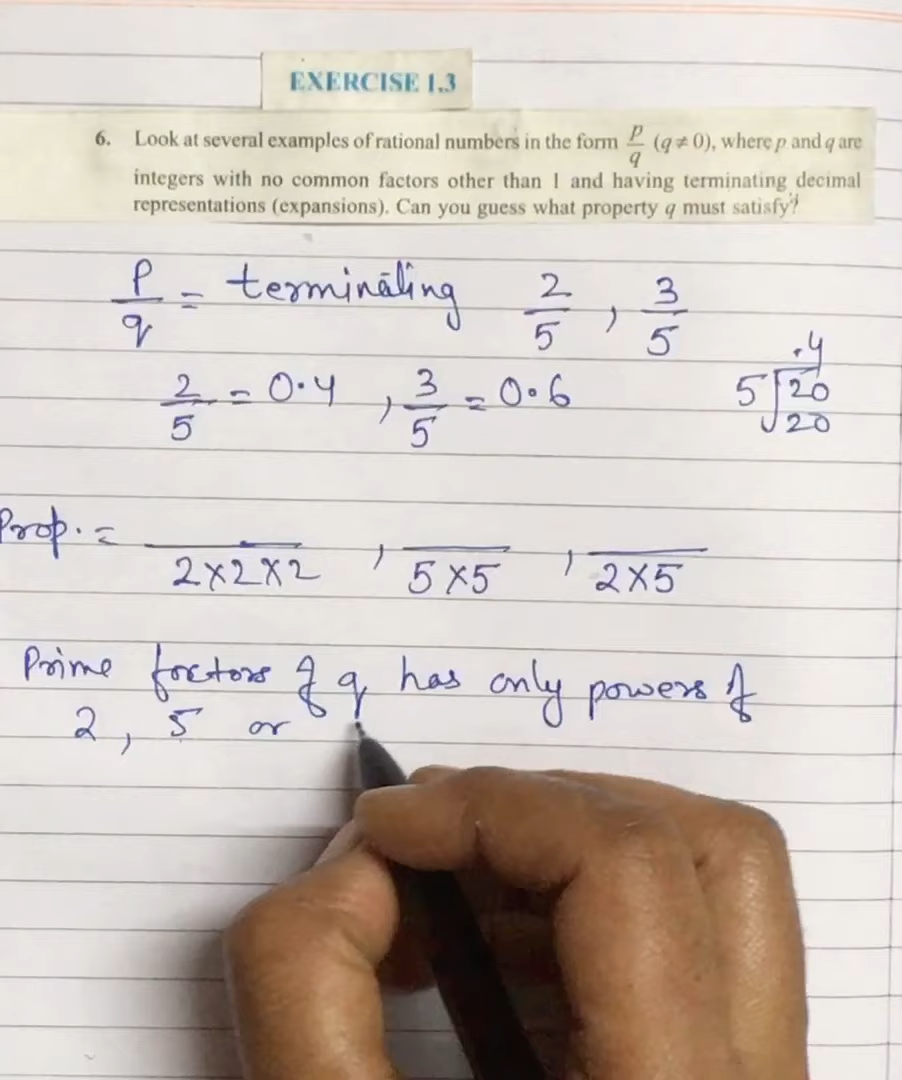 EXERCISE 1.3
6. Look at several examples of rational numbers in the form p/q (q ≠ 0), where p and q are
integers with no common factors other than 1 and having terminating decimal
representations (expansions). Can you guess what property q must satisfy?
P/q = terminating 2/5 , 3/5
2/5 = 0.4 , 3/5 = 0.6
.4
5 20
20
Prop. = —/2×2×2 , —/5×5 , —/2×5
Prime factors of q has only powers of
2 , 5 or